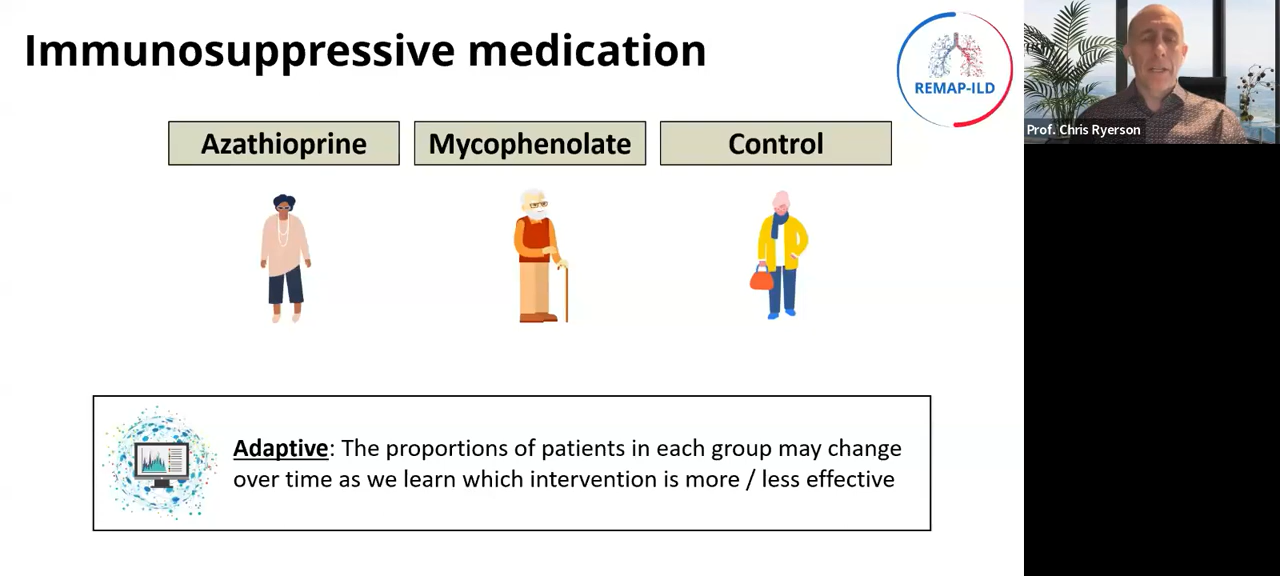 Immunosuppressive medication
REMAP-ILD
Prof. Chris Ryerson
Azathioprine
Mycophenolate
Control
Adaptive: The proportions of patients in each group may change
over time as we learn which intervention is more / less effective